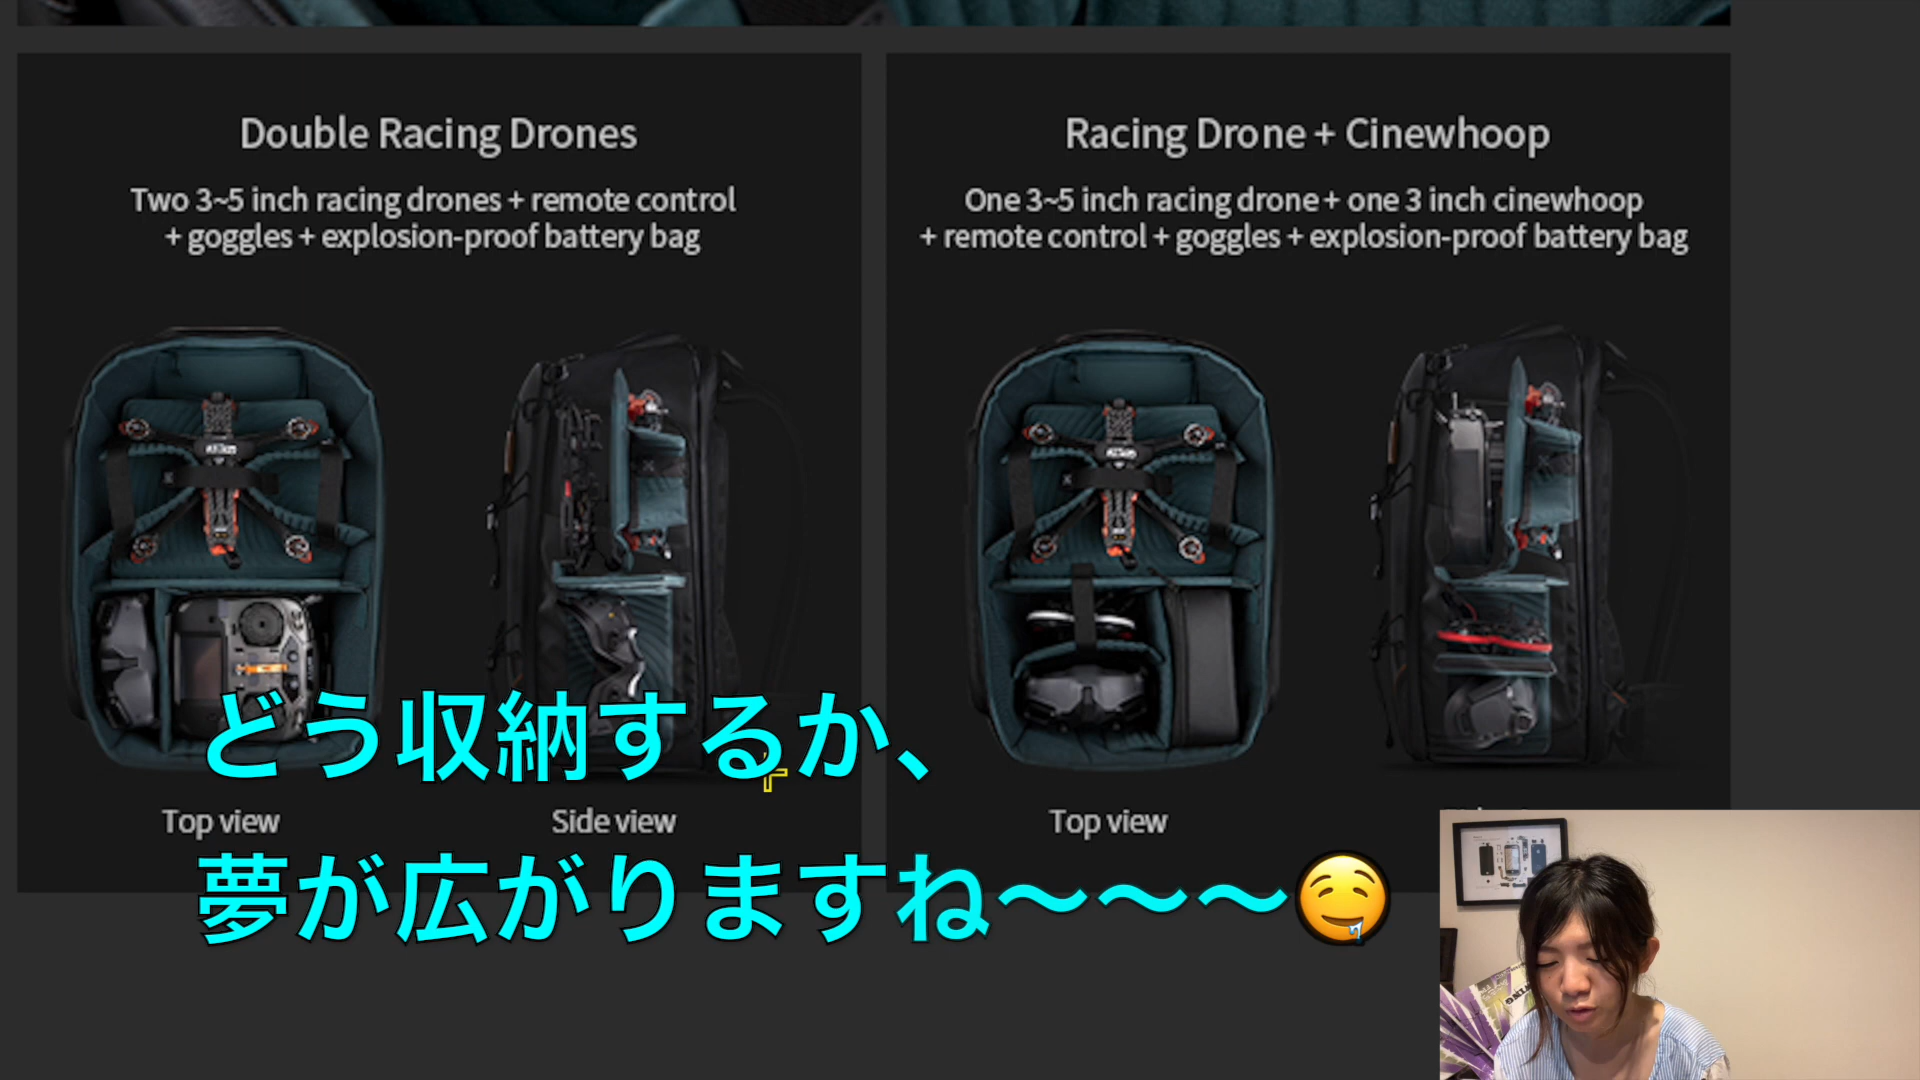 Double Racing Drones
Two 3~5 inch racing drones + remote control
+ goggles + explosion-proof battery bag
Racing Drone + Cinewhoop
One 3~5 inch racing drone + one 3 inch cinewhoop
+ remote control + goggles + explosion-proof battery bag
どう収納するか、
Top view
Side view
Top view
夢が広がりますね〜〜〜🤤